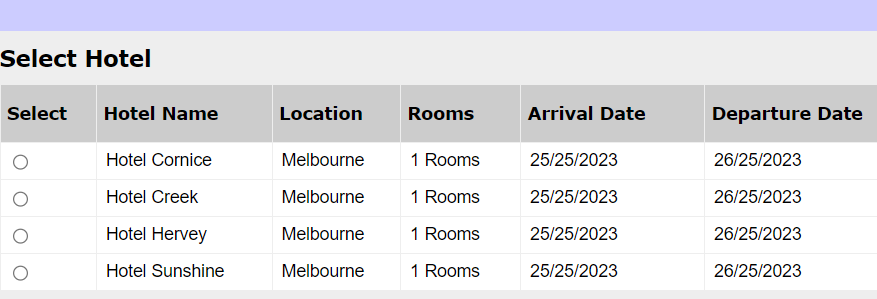 Select Hotel
Select Hotel Name Location Rooms Arrival Date Departure Date
Hotel Cornice Melbourne 1 Rooms 25/25/2023 26/25/2023
Hotel Creek Melbourne 1 Rooms 25/25/2023 26/25/2023
Hotel Hervey Melbourne 1 Rooms 25/25/2023 26/25/2023
Hotel Sunshine Melbourne 1 Rooms 25/25/2023 26/25/2023